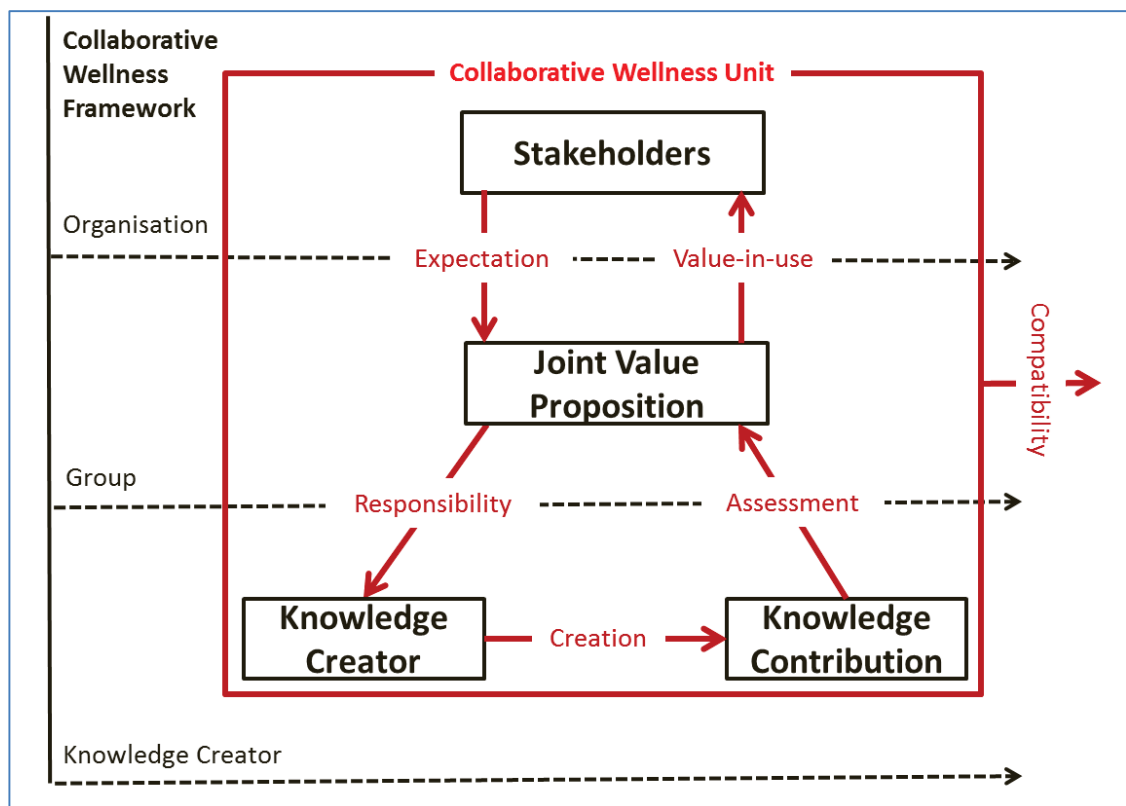 Collaborative
Wellness
Framework
Collaborative Wellness Unit
Stakeholders
Organisation
Expectation
Value-in-use
Compatibility
Joint Value
Proposition
Group
Responsibility
Assessment
Knowledge
Creator
Creation
Knowledge
Contribution
Knowledge Creator